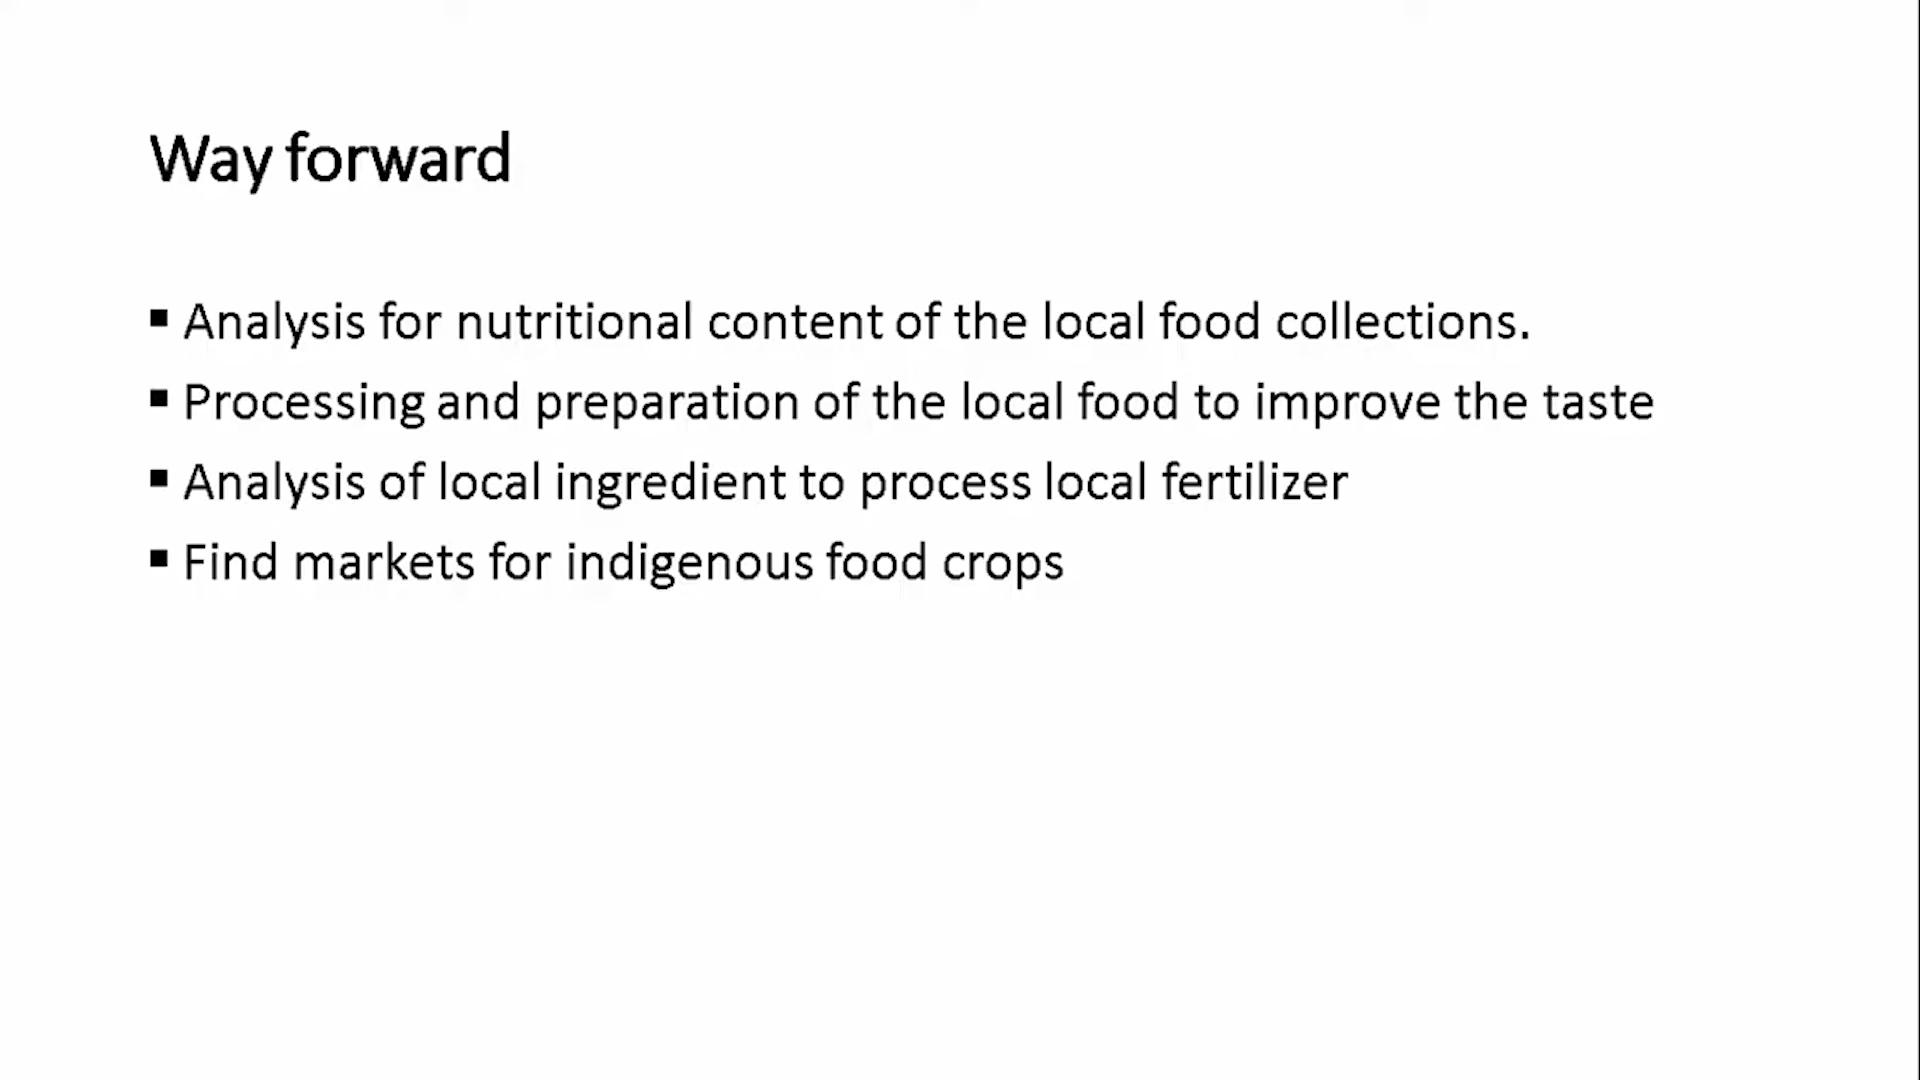 Way forward
▪ Analysis for nutritional content of the local food collections.
▪ Processing and preparation of the local food to improve the taste
▪ Analysis of local ingredient to process local fertilizer
▪ Find markets for indigenous food crops